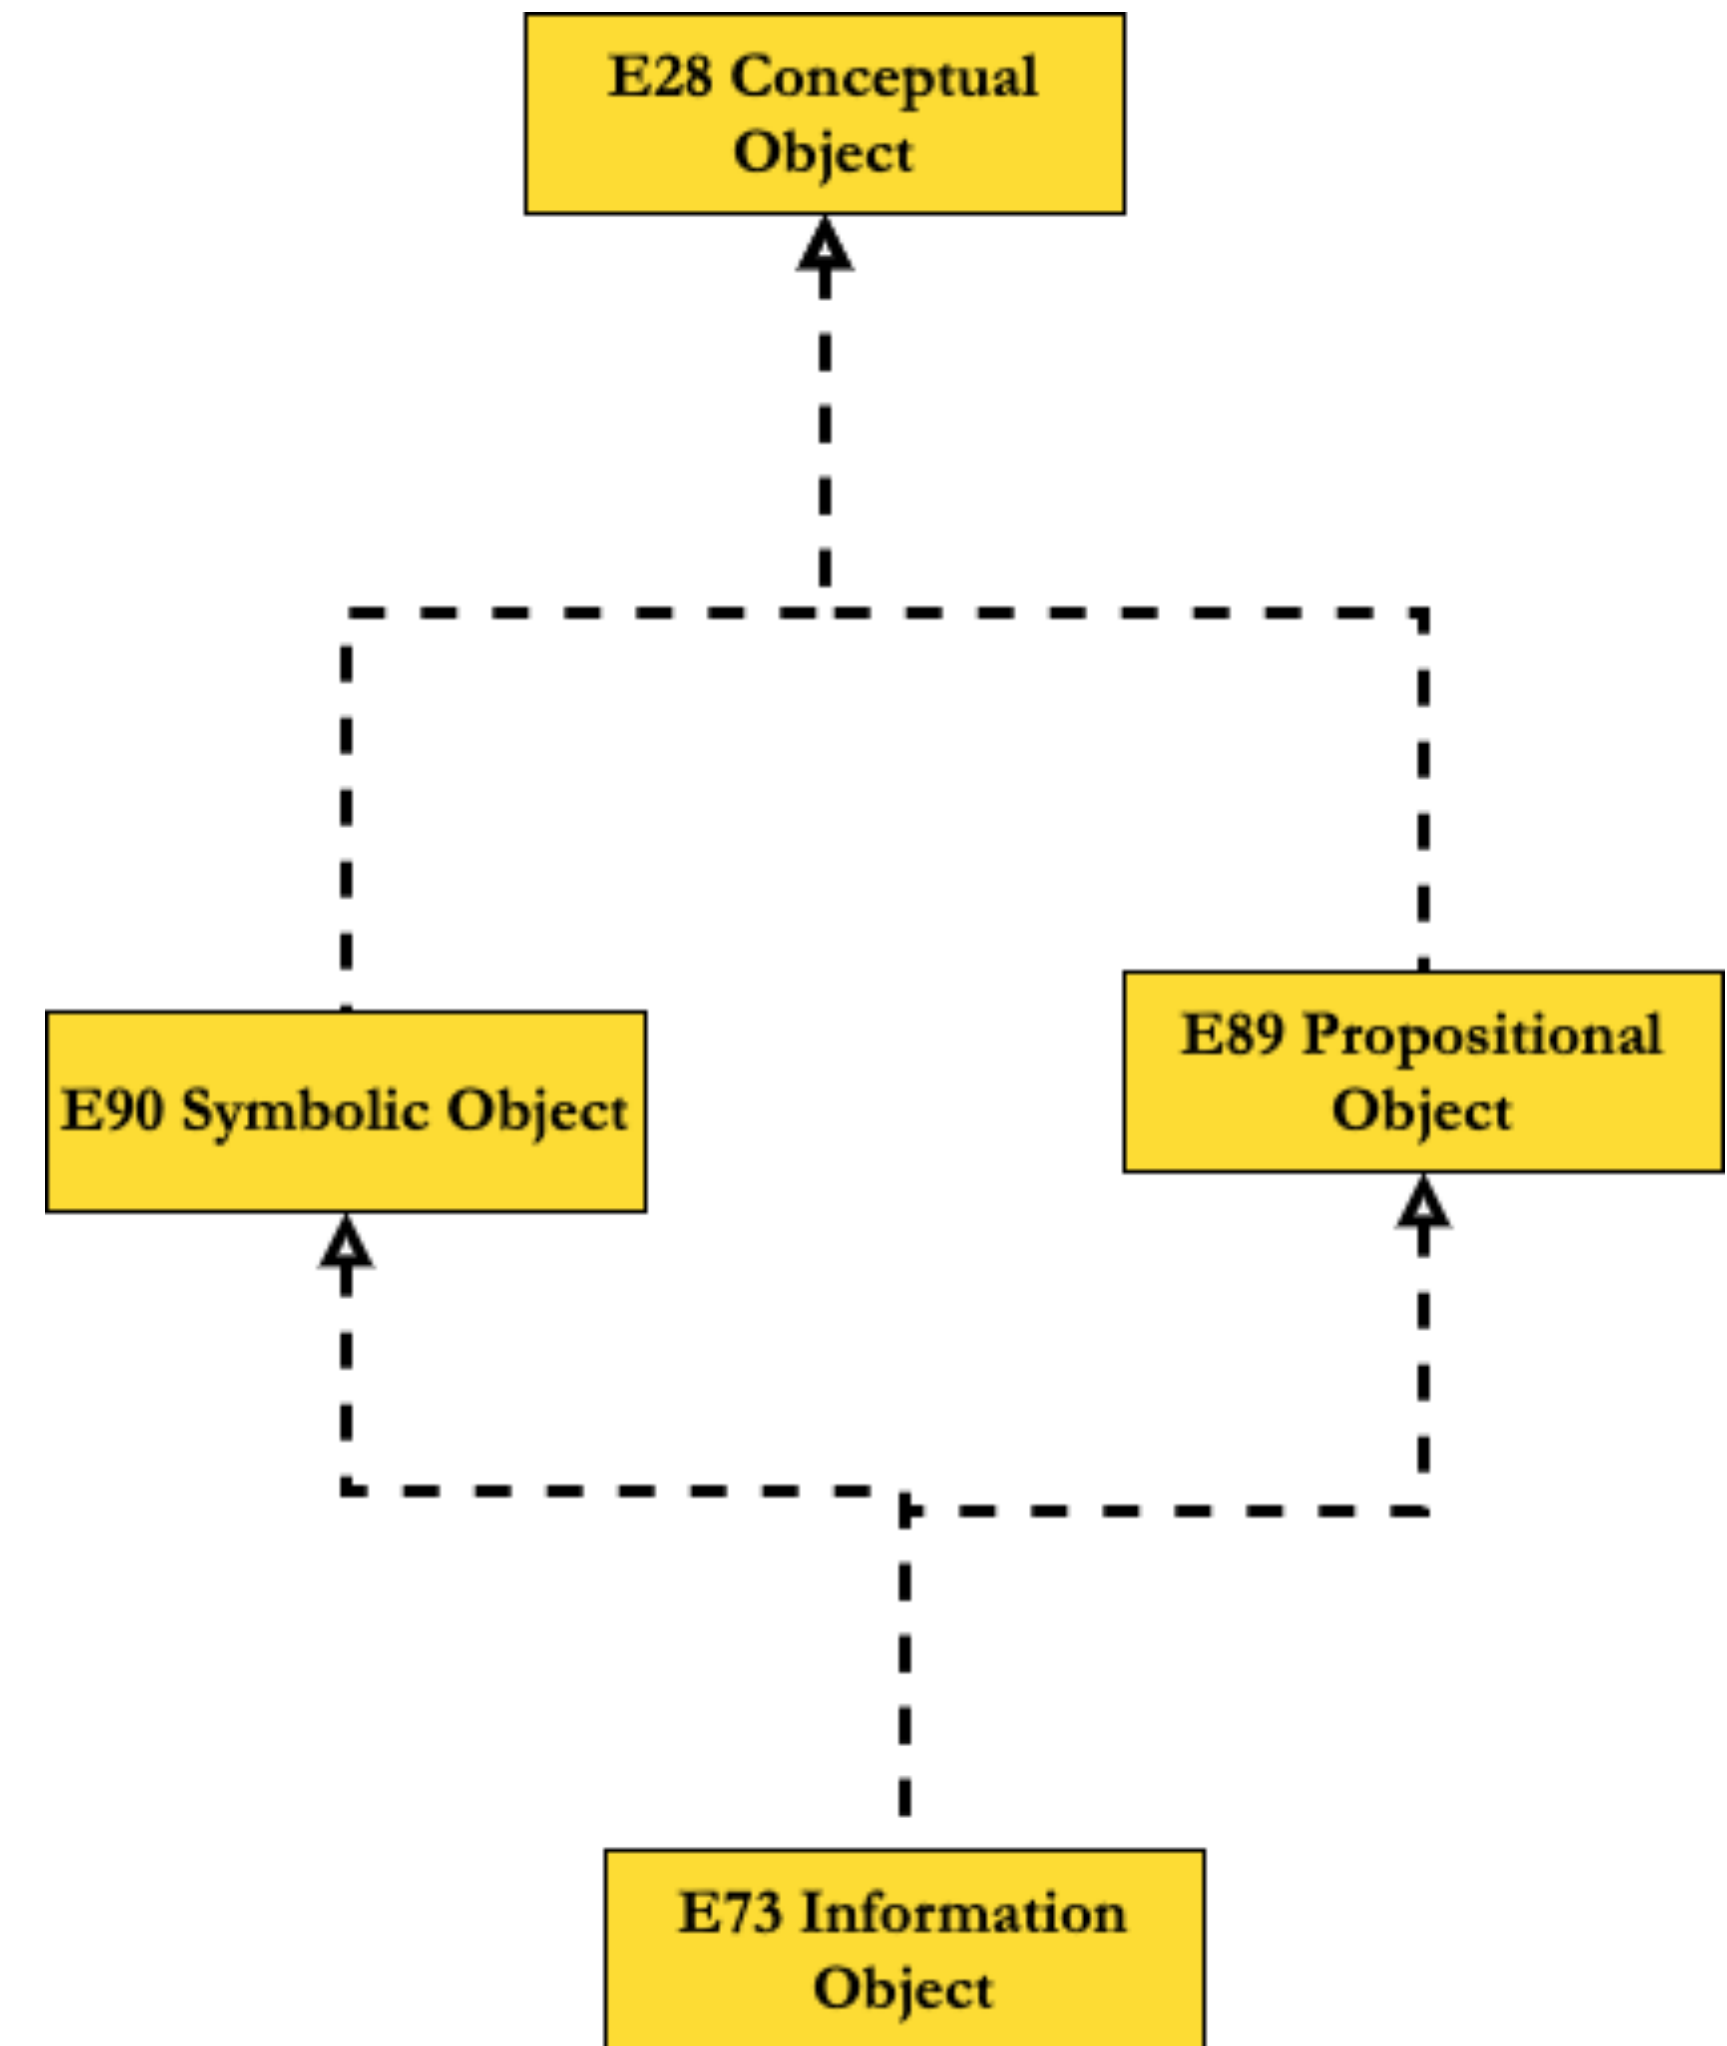 E28 Conceptual
Object
E90 Symbolic Object
E89 Propositional
Object
E73 Information
Object